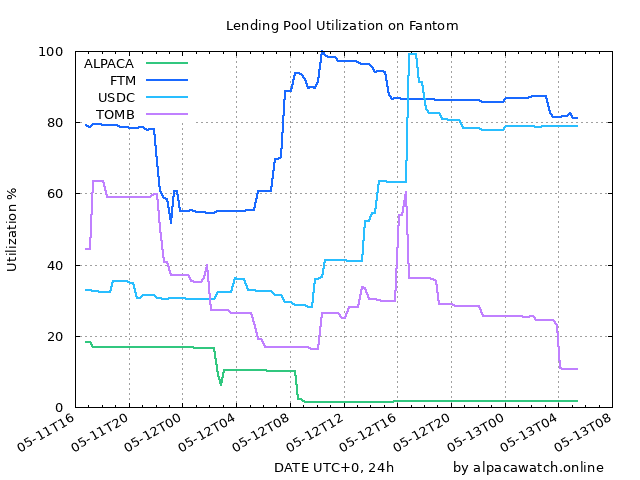 Lending Pool Utilization on Fantom
100
80
60
40
20
0
Utilization %
ALPACA
FTM
USDC
TOMB
05-11T16
05-11T20
05-12T00
05-12T04
05-12T08
05-12T12
05-12T16
05-12T20
05-13T00
05-13T04
05-13T08
DATE UTC+0, 24h
by alpacawatch.online